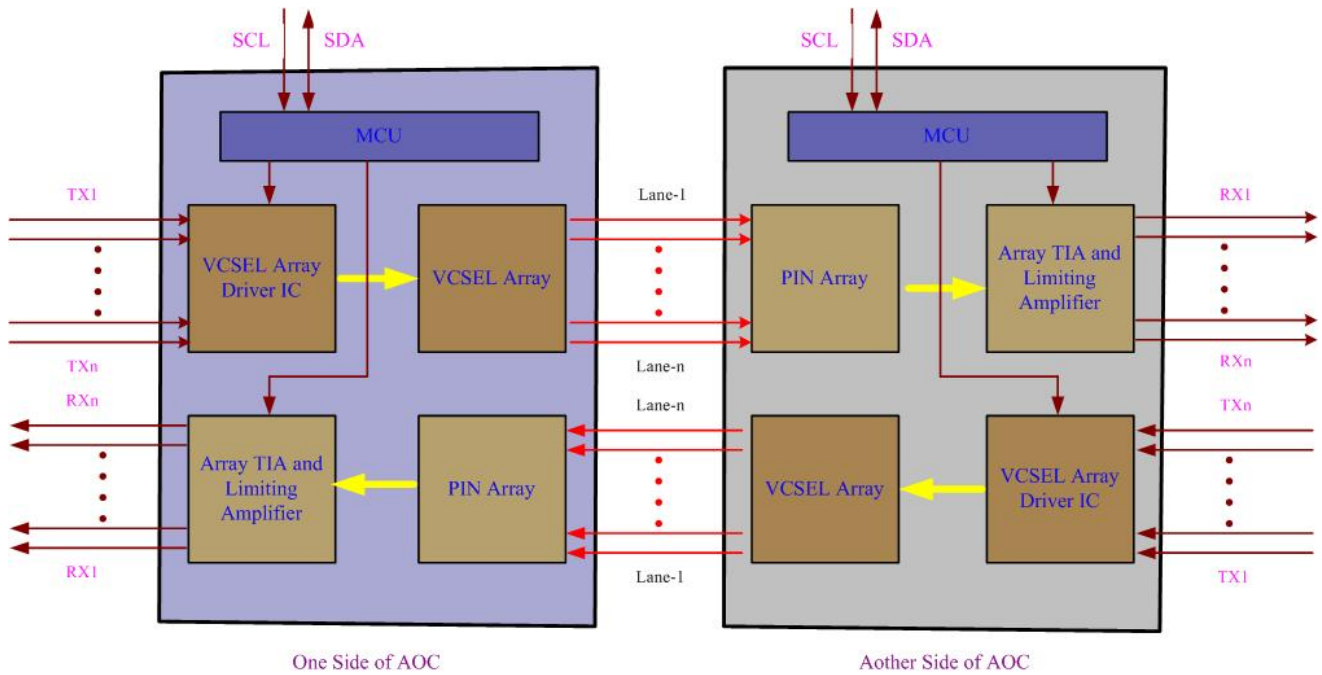 SCL SDA SCL SDA
MCU MCU
TX1 Lane-1 RX1
VCSEL Array
Driver IC
VCSEL Array
PIN Array
Array TIA and
Limiting
Amplifier
TXn Lane-n RXn
RXn Lane-n TXn
Array TIA and
Limiting
Amplifier
PIN Array
VCSEL Array
VCSEL Array
Driver IC
RX1 Lane-1 TX1
One Side of AOC Aother Side of AOC